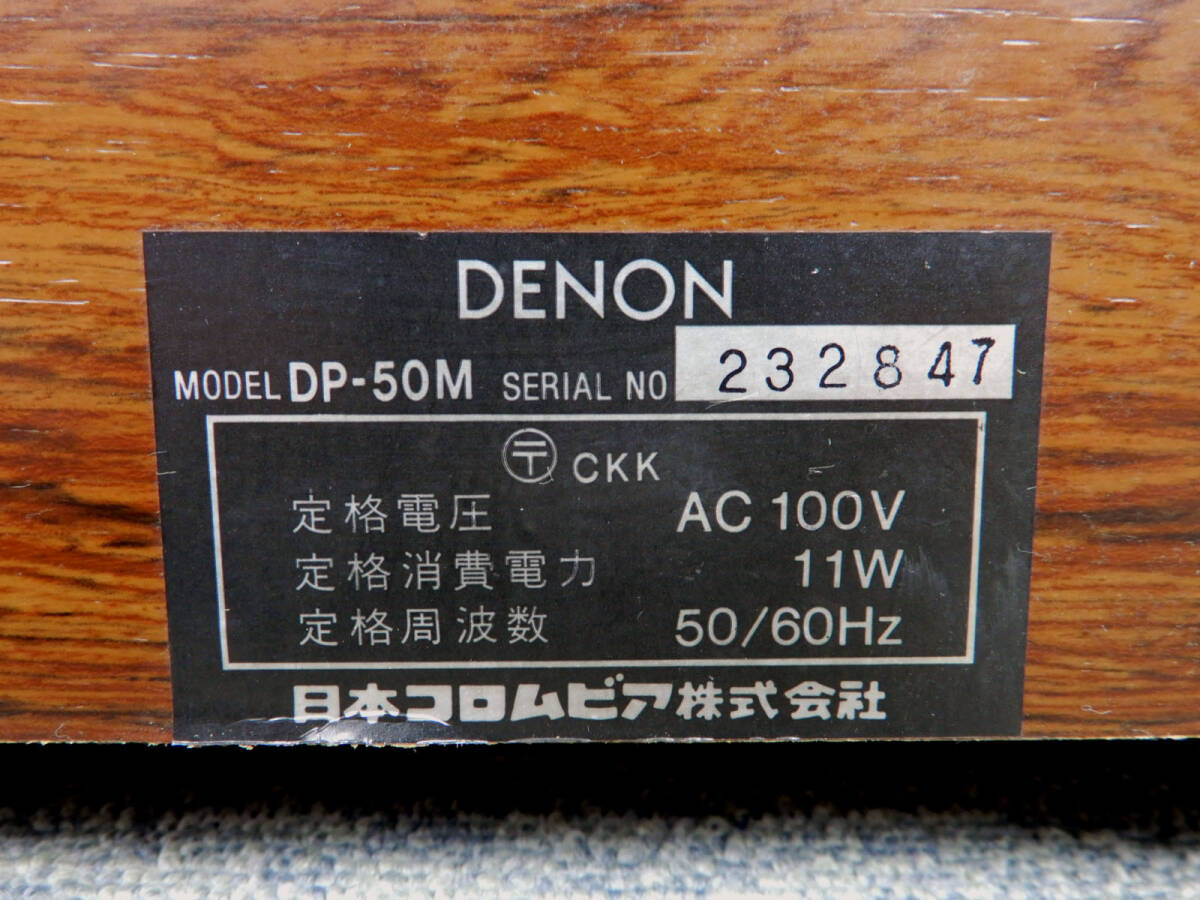 DENON
MODEL DP-50M SERIAL NO 232847
〶 CKK
定格電圧 AC 100V
定格消費電力 11W
定格周波数 50/60Hz
日本コロムビア株式会社